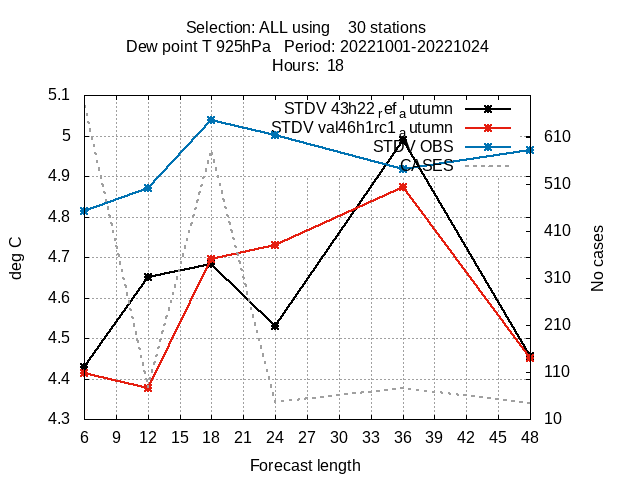 Selection: ALL using 30 stations
Dew point T 925hPa Period: 20221001-20221024
Hours: 18
STDV 43h22refautumn
STDV val46h1rc1autumn
STDV OBS
CASES
deg C
No cases
5.1
5
4.9
4.8
4.7
4.6
4.5
4.4
4.3
610
510
410
310
210
110
10
6 9 12 15 18 21 24 27 30 33 36 39 42 45 48
Forecast length